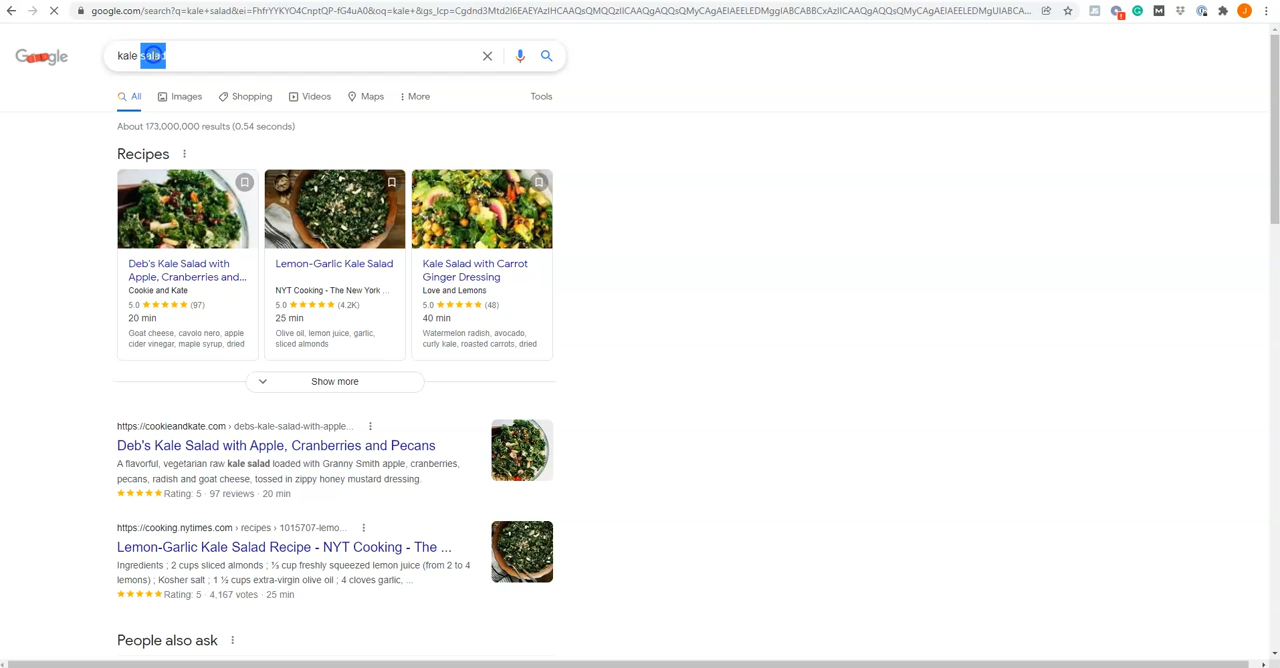 google.com/search?q=kale+salad&ei=FhfrYYKYO4CnptQP-fG4uA0&oq=kale+&gs_lcp=Cgdnd3Mtd2l6EAEYAzIHCAAQsQMQQzIICAAQgAQQsQMyCAgAEIAEELEDMggIABCABBCxAzIICAAQgAQQsQMyCAgAEIAEELEDMgUIABCA...
Google
kale salad
All Images Shopping Videos Maps More Tools
About 173,000,000 results (0.54 seconds)
Recipes
Deb's Kale Salad with
Apple, Cranberries and...
Cookie and Kate
5.0 (97)
20 min
Goat cheese, cavolo nero, apple
cider vinegar, maple syrup, dried
Lemon-Garlic Kale Salad
NYT Cooking - The New York ...
5.0 (4.2K)
25 min
Olive oil, lemon juice, garlic,
sliced almonds
Kale Salad with Carrot
Ginger Dressing
Love and Lemons
5.0 (48)
40 min
Watermelon radish, avocado,
curly kale, roasted carrots, dried
Show more
https://cookieandkate.com › debs-kale-salad-with-apple...
Deb's Kale Salad with Apple, Cranberries and Pecans
A flavorful, vegetarian raw kale salad loaded with Granny Smith apple, cranberries,
pecans, radish and goat cheese, tossed in zippy honey mustard dressing.
Rating: 5 · 97 reviews · 20 min
https://cooking.nytimes.com › recipes › 1015707-lemo...
Lemon-Garlic Kale Salad Recipe - NYT Cooking - The ...
Ingredients ; 2 cups sliced almonds ; ⅓ cup freshly squeezed lemon juice (from 2 to 4
lemons) ; Kosher salt ; 1 ½ cups extra-virgin olive oil ; 4 cloves garlic, ...
Rating: 5 · 4,167 votes · 25 min
People also ask